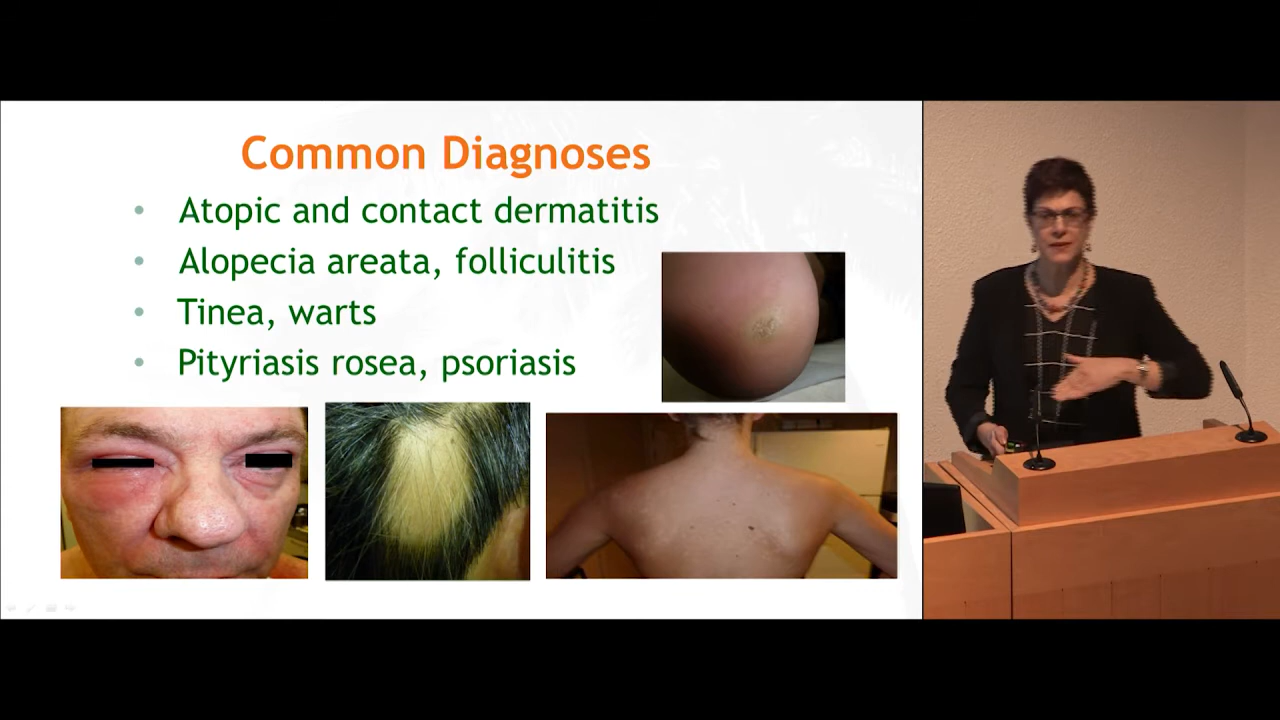 Common Diagnoses
• Atopic and contact dermatitis
• Alopecia areata, folliculitis
• Tinea, warts
• Pityriasis rosea, psoriasis